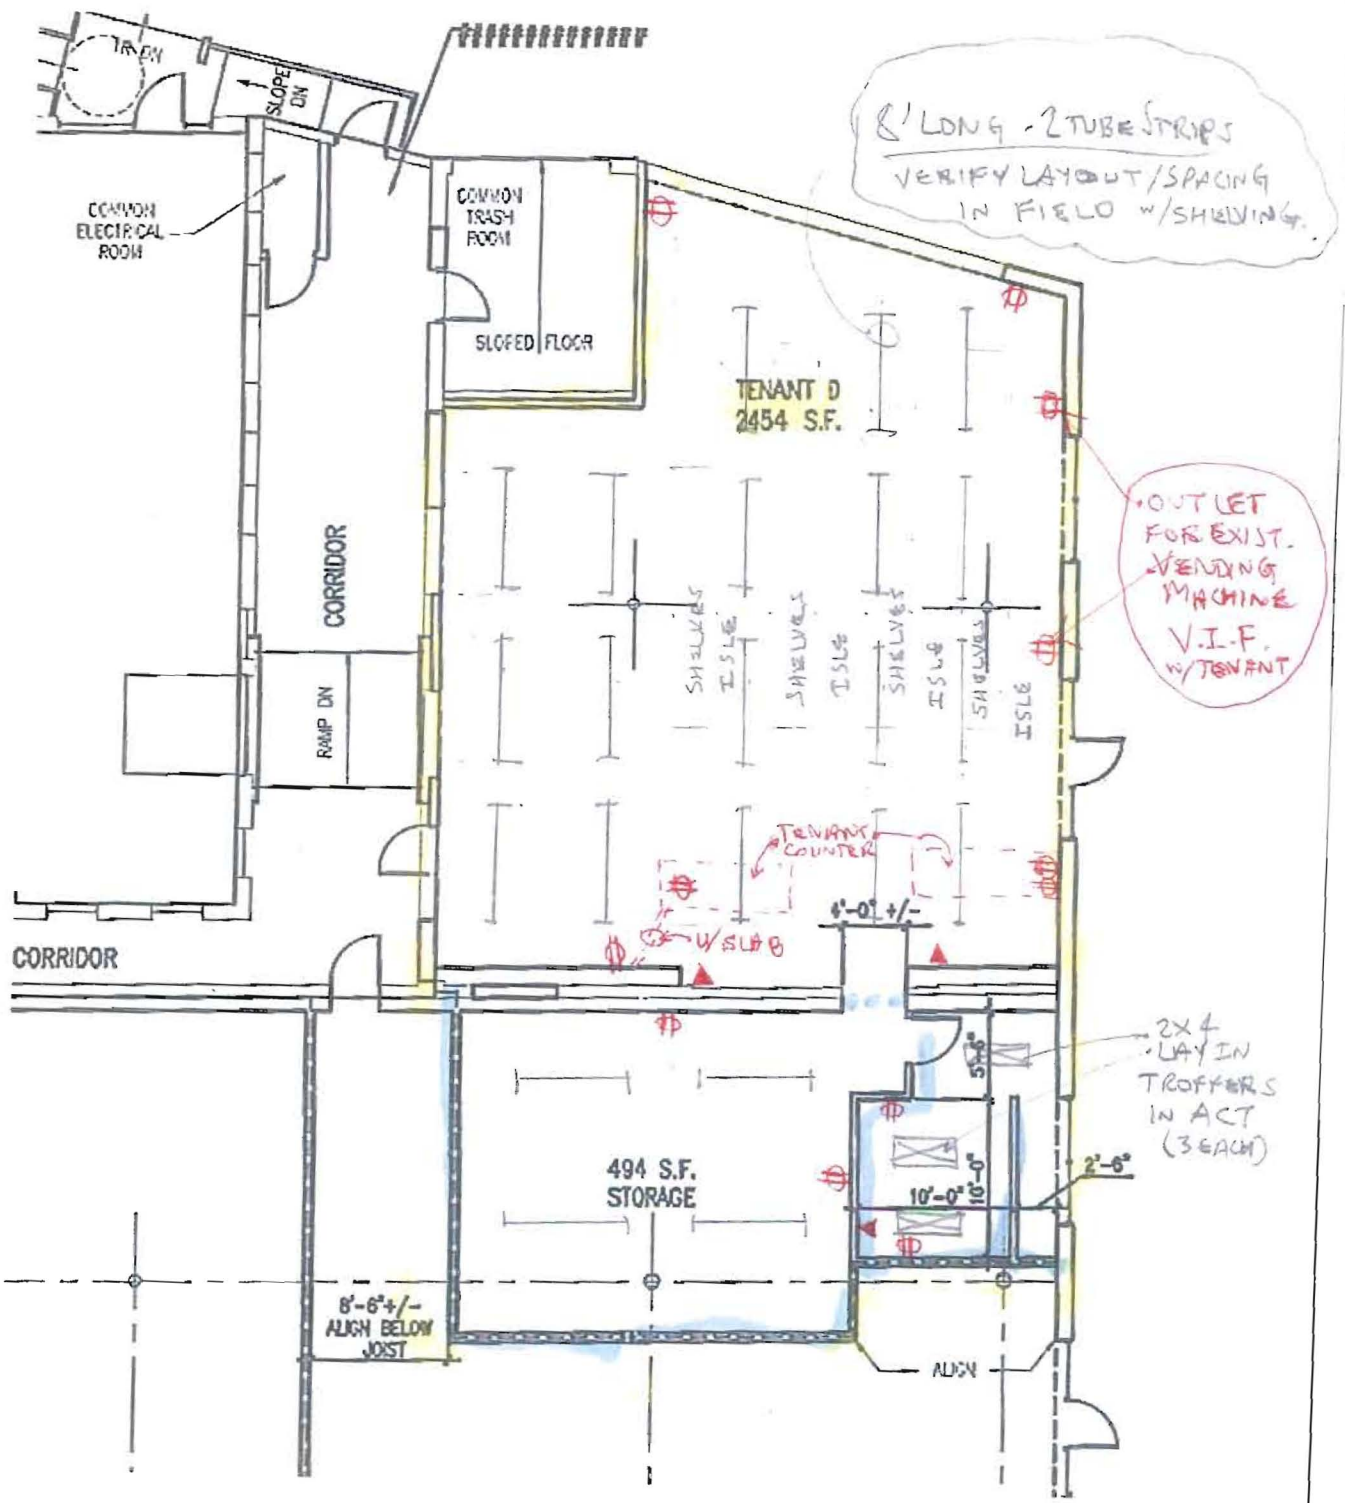 SLOPE
DN
8' LONG - 2 TUBE STRIPS
VERIFY LAYOUT/SPACING
IN FIELD W/SHELVING.
COMMON
ELECTRICAL
ROOM
COMMON
TRASH
ROOM
SLOPED FLOOR
TENANT D
2454 S.F.
• OUTLET
FOR EXIST.
VENDING
MACHINE
V.I.F.
W/TENANT
CORRIDOR
SHELVES
ISLE
SHELVES
ISLE
SHELVES
ISLE
SHELVES
ISLE
RAMP DN
TENANT
COUNTER
4'-0" +/-
U/SLAB
CORRIDOR
2X4
LAY IN
TROFFERS
IN ACT
(3 EACH)
5'-6"
494 S.F.
STORAGE
10'-0"
10'-0"
2'-6"
8'-6"+/-
ALIGN BELOW
JOIST
ALIGN